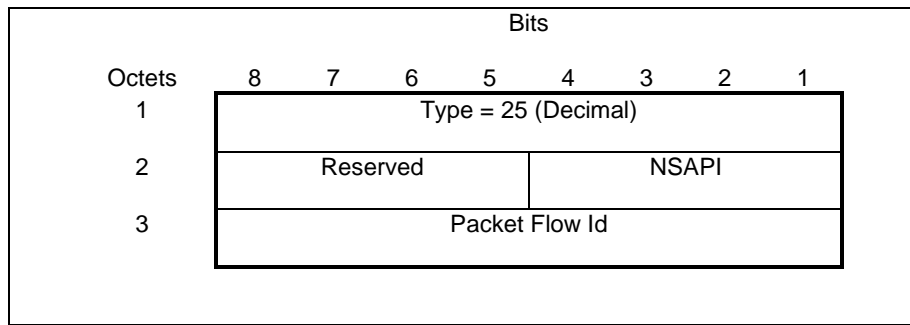 Bits
Octets 8 7 6 5 4 3 2 1
1 Type = 25 (Decimal)
2 Reserved NSAPI
3 Packet Flow Id